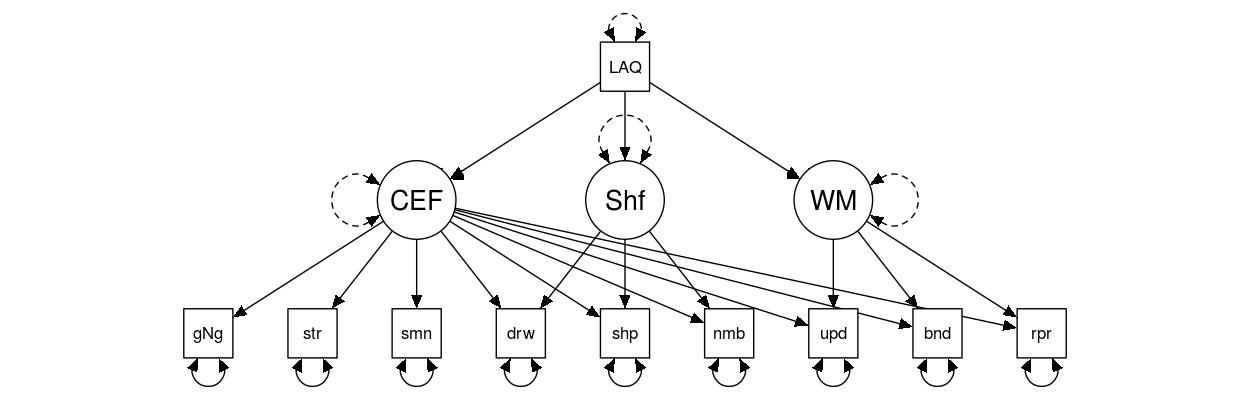 LAQ
CEF Shf WM
gNg str smn drw shp nmb upd bnd rpr